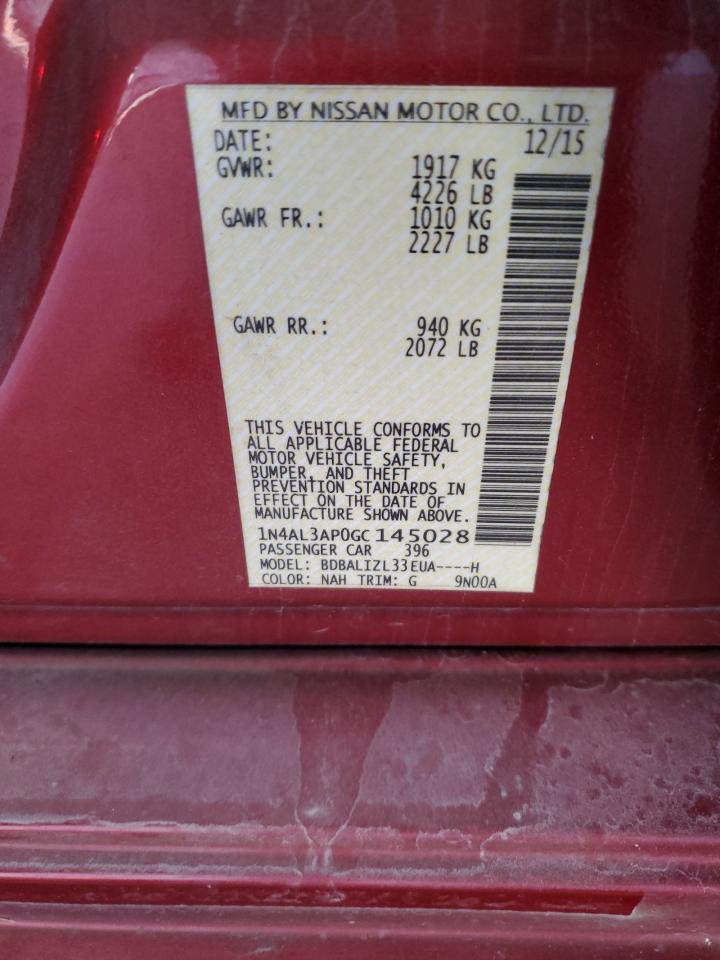 MFD BY NISSAN MOTOR CO., LTD.
DATE: 12/15
GVWR: 1917 KG
4226 LB
GAWR FR.: 1010 KG
2227 LB
GAWR RR.: 940 KG
2072 LB
THIS VEHICLE CONFORMS TO
ALL APPLICABLE FEDERAL
MOTOR VEHICLE SAFETY,
BUMPER, AND THEFT
PREVENTION STANDARDS IN
EFFECT ON THE DATE OF
MANUFACTURE SHOWN ABOVE.
1N4AL3AP0GC145028
PASSENGER CAR 396
MODEL: BDBALIZL33EUA----H
COLOR: NAH TRIM: G 9N00A